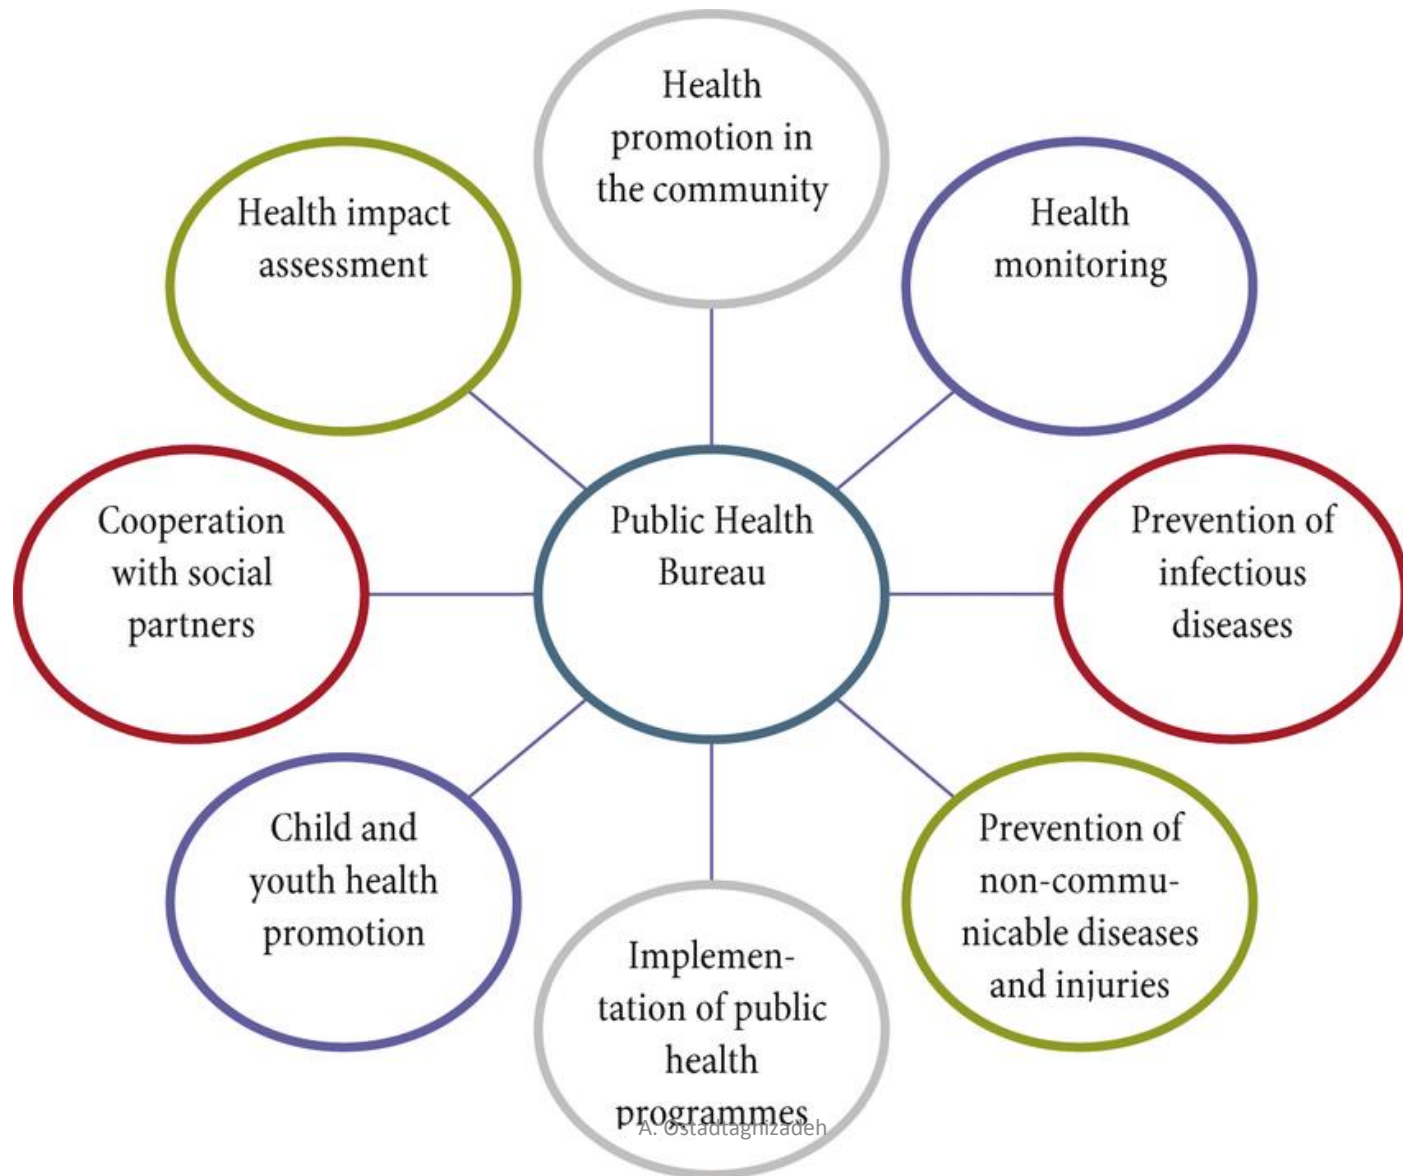 Health
promotion in
the community
Health
monitoring
Prevention of
infectious
diseases
Prevention of
non-commu-
nicable diseases
and injuries
Implemen-
tation of public
health
programmes
Child and
youth health
promotion
Cooperation
with social
partners
Health impact
assessment
Public Health
Bureau
A. Ostadtaghizadeh